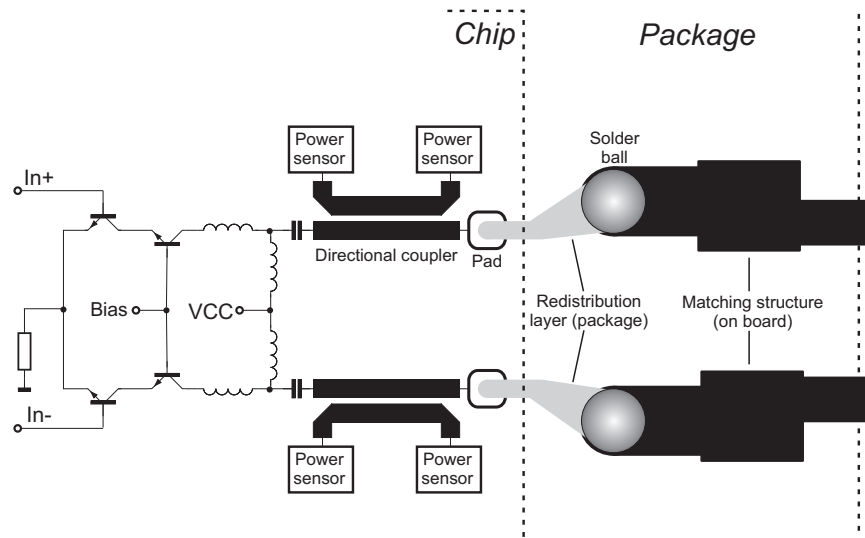 Chip
Package
Power
sensor
Power
sensor
Solder
ball
In+
Directional coupler
Pad
Bias
VCC
Redistribution
layer (package)
Matching structure
(on board)
In-
Power
sensor
Power
sensor